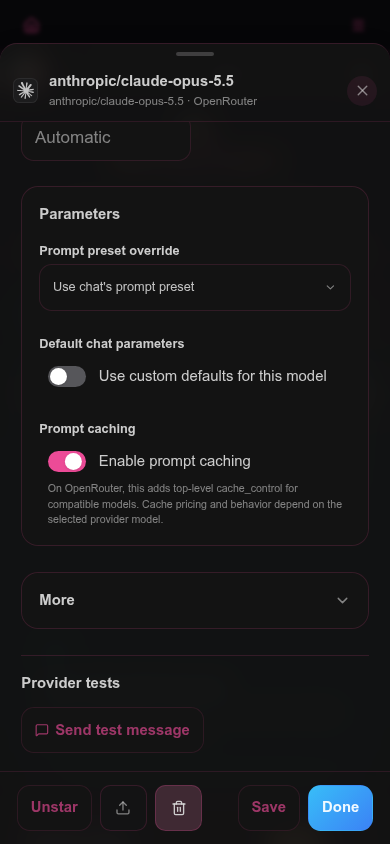 anthropic/claude-opus-5.5
anthropic/claude-opus-5.5 · OpenRouter
Automatic
Parameters
Prompt preset override
Use chat's prompt preset
Default chat parameters
Use custom defaults for this model
Prompt caching
Enable prompt caching
On OpenRouter, this adds top-level cache_control for
compatible models. Cache pricing and behavior depend on the
selected provider model.
More
Provider tests
Send test message
Unstar
Save
Done